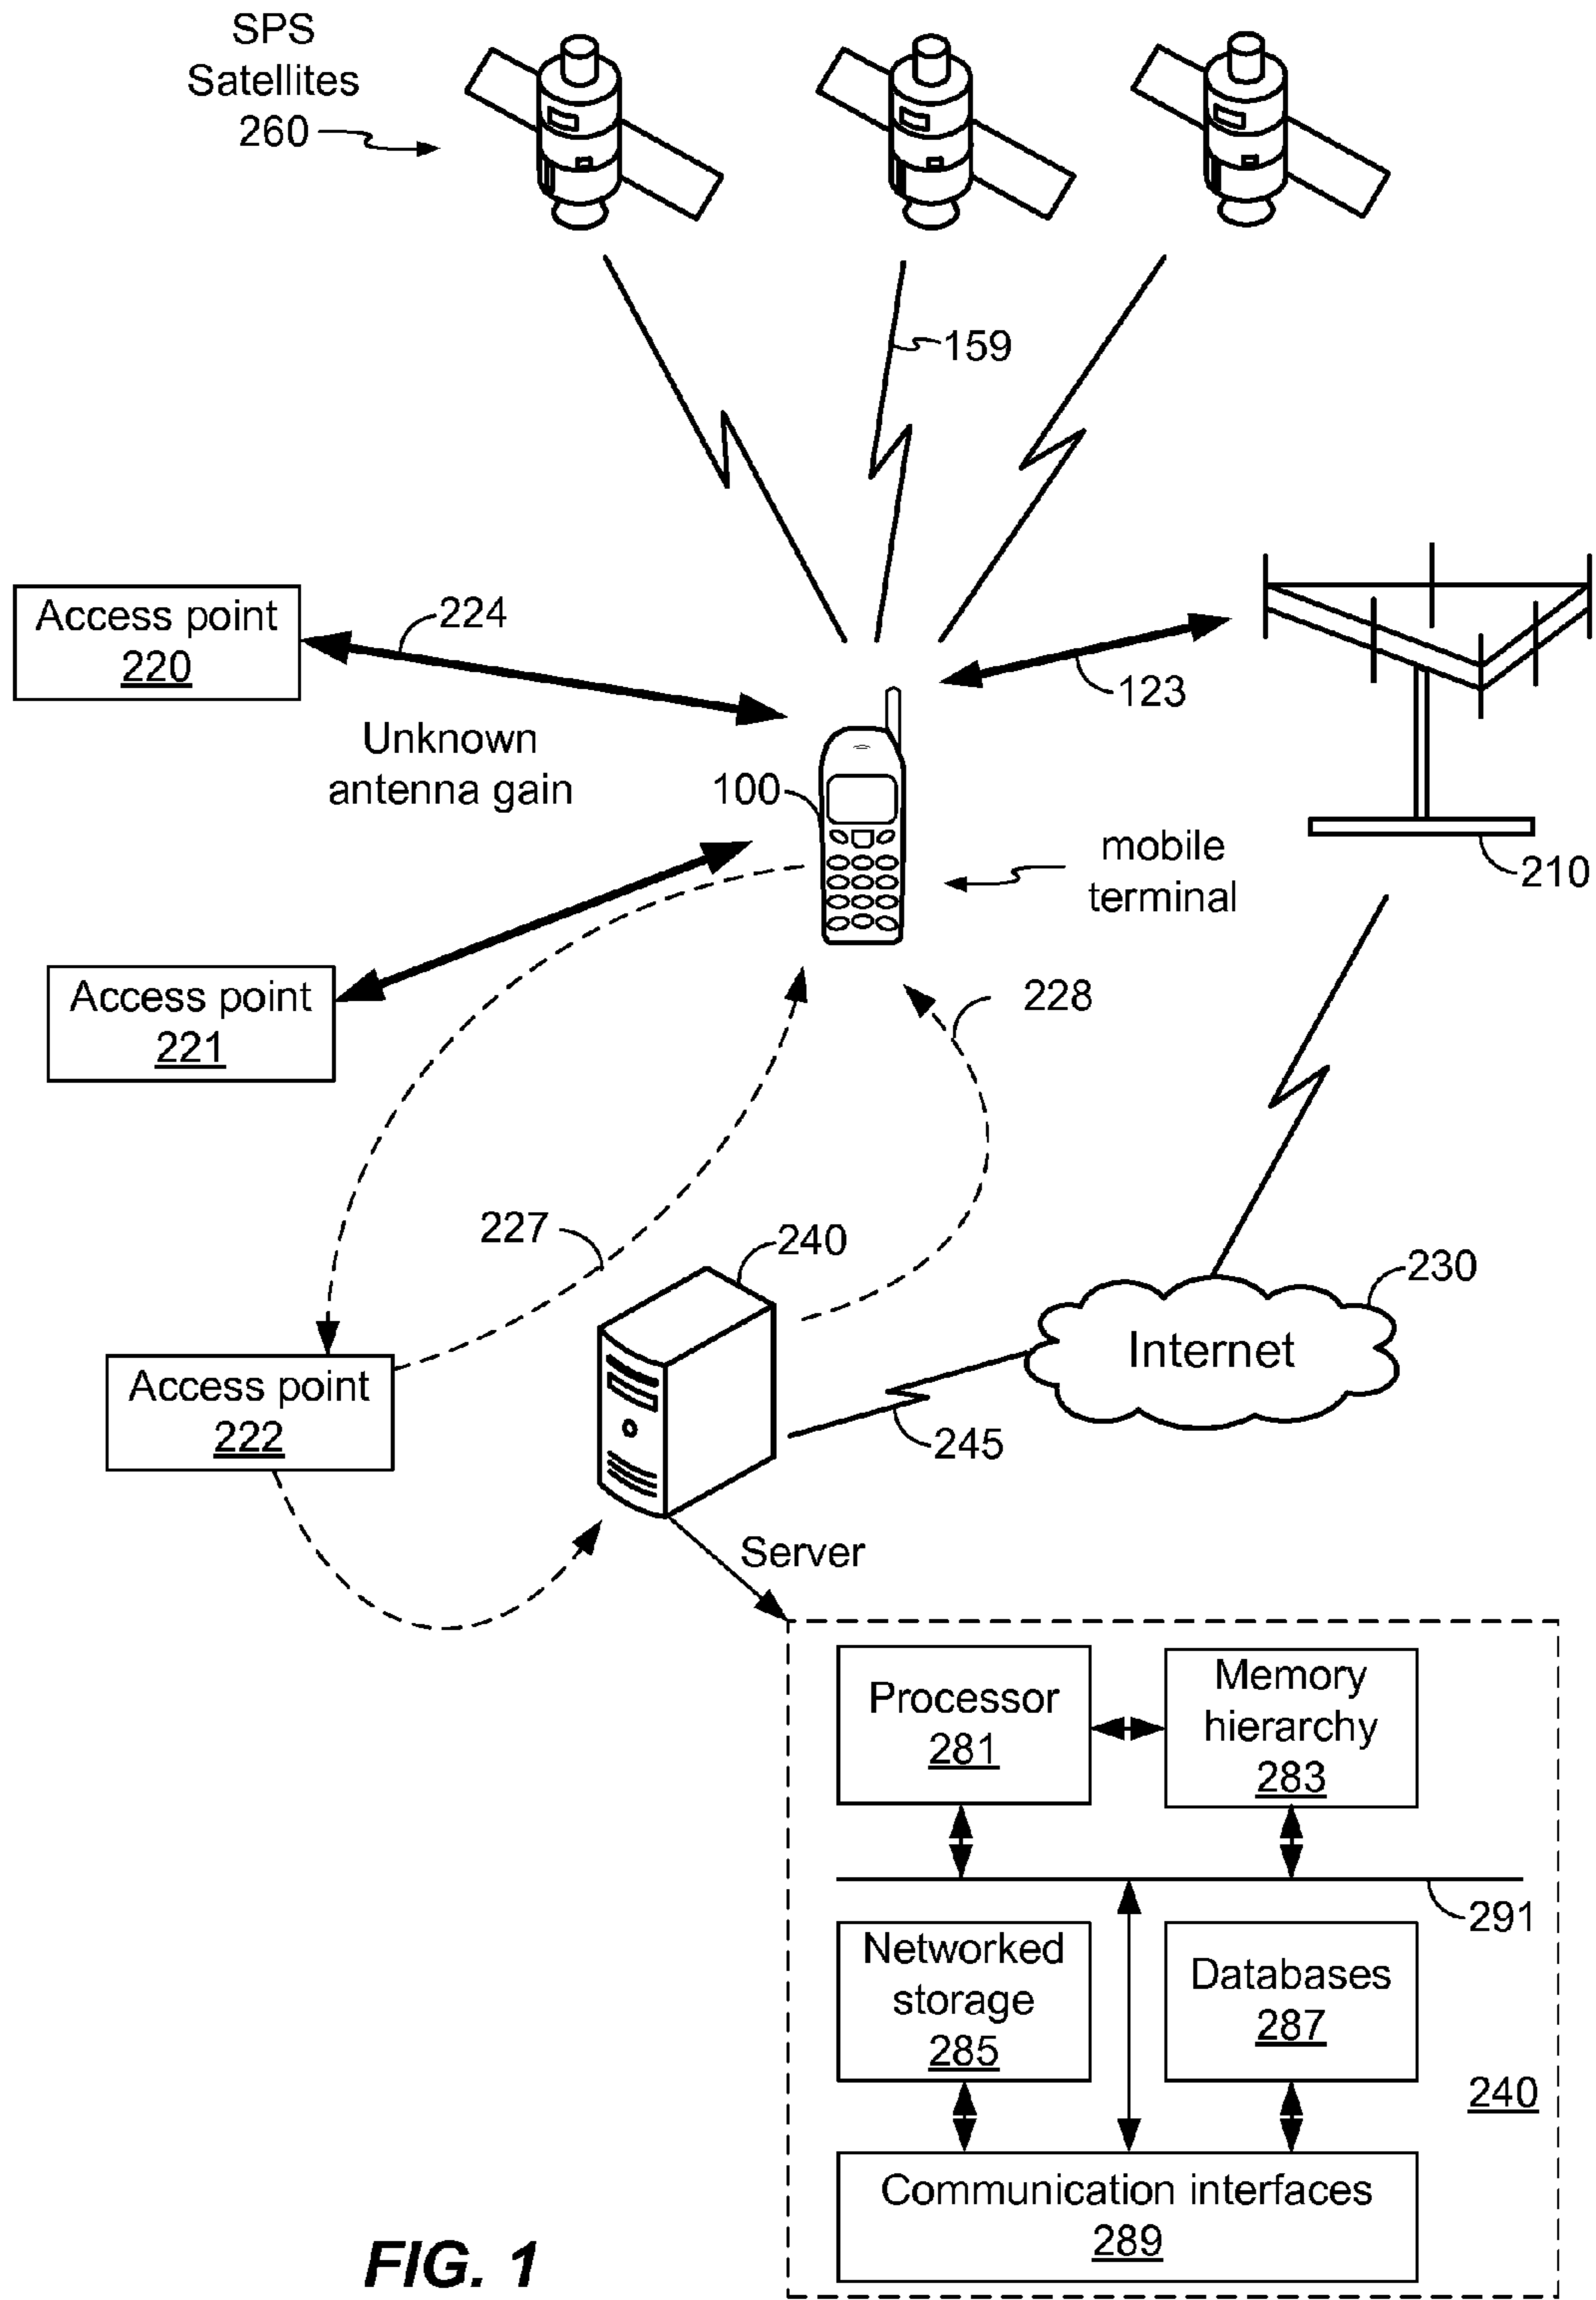 SPS
Satellites
260
159
Access point
220
224
123
Unknown
antenna gain
100
mobile
terminal
210
Access point
221
228
227
240
230
Internet
Access point
222
245
Server
Processor
281
Memory
hierarchy
283
291
Networked
storage
285
Databases
287
240
Communication interfaces
289
FIG. 1